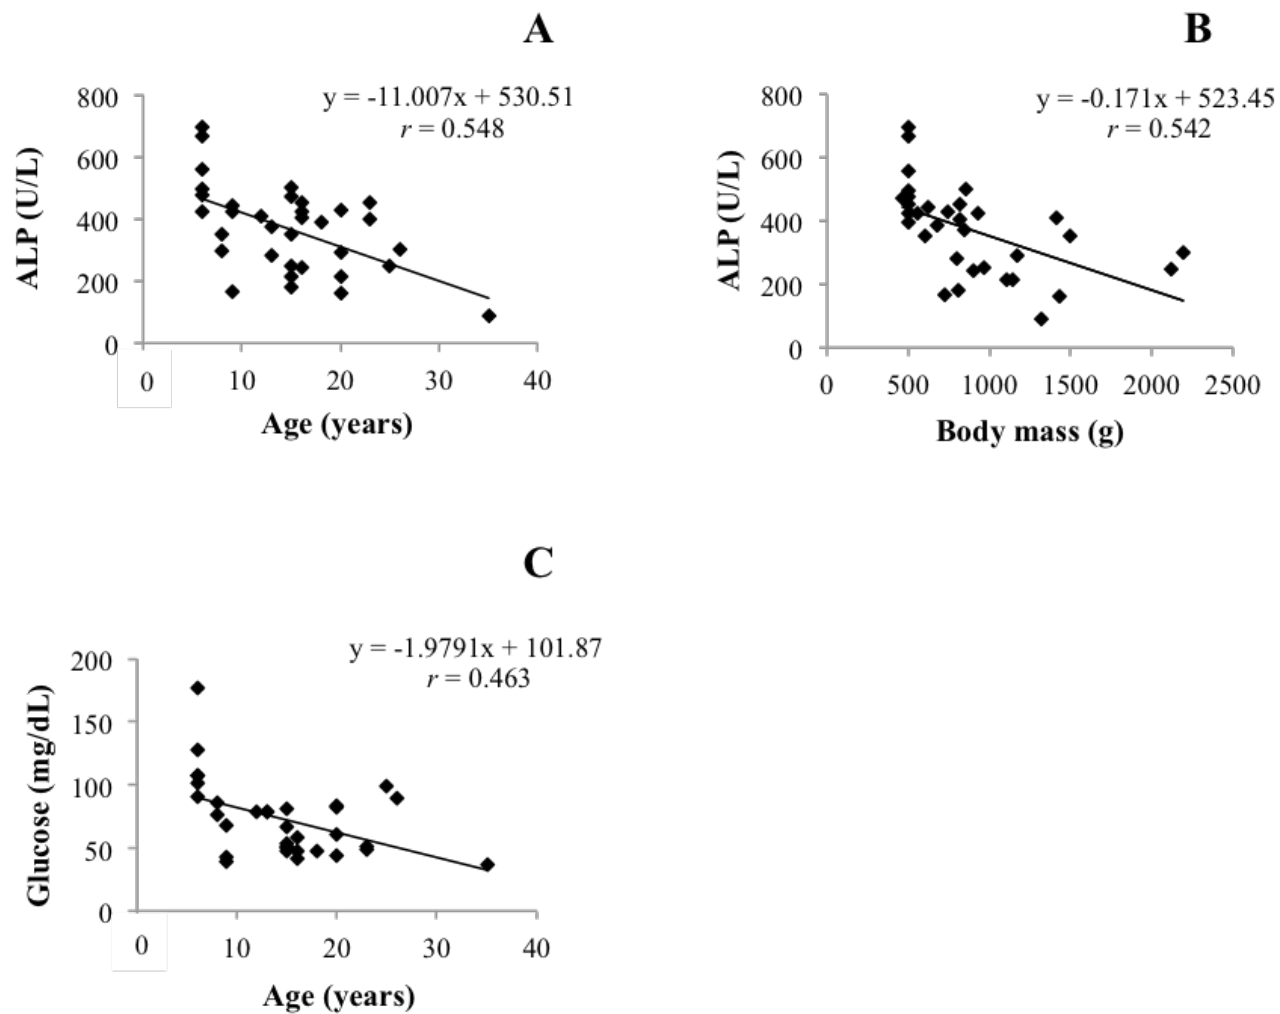 A
y = -11.007x + 530.51
r = 0.548
800
600
400
200
0
ALP (U/L)
0 10 20 30 40
Age (years)
B
y = -0.171x + 523.45
r = 0.542
800
600
400
200
0
ALP (U/L)
0 500 1000 1500 2000 2500
Body mass (g)
C
y = -1.9791x + 101.87
r = 0.463
200
150
100
50
0
Glucose (mg/dL)
0 10 20 30 40
Age (years)